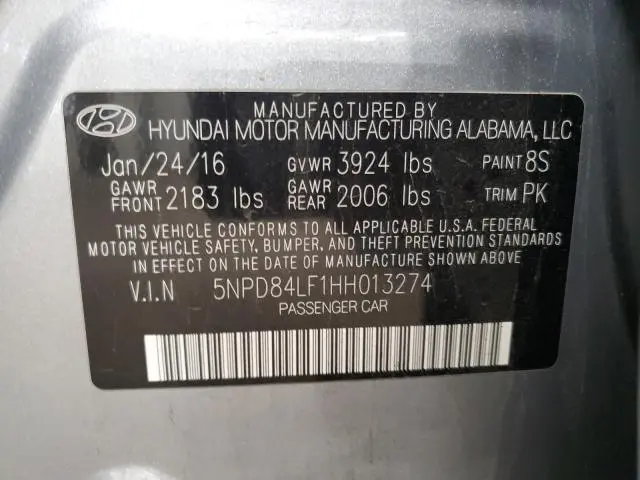 MANUFACTURED BY
HYUNDAI MOTOR MANUFACTURING ALABAMA, LLC
Jan/24/16 GVWR 3924 lbs PAINT 8S
GAWR FRONT 2183 lbs GAWR REAR 2006 lbs TRIM PK
THIS VEHICLE CONFORMS TO ALL APPLICABLE U.S.A. FEDERAL
MOTOR VEHICLE SAFETY, BUMPER, AND THEFT PREVENTION STANDARDS
IN EFFECT ON THE DATE OF MANUFACTURE SHOWN ABOVE.
V.I.N 5NPD84LF1HH013274
PASSENGER CAR